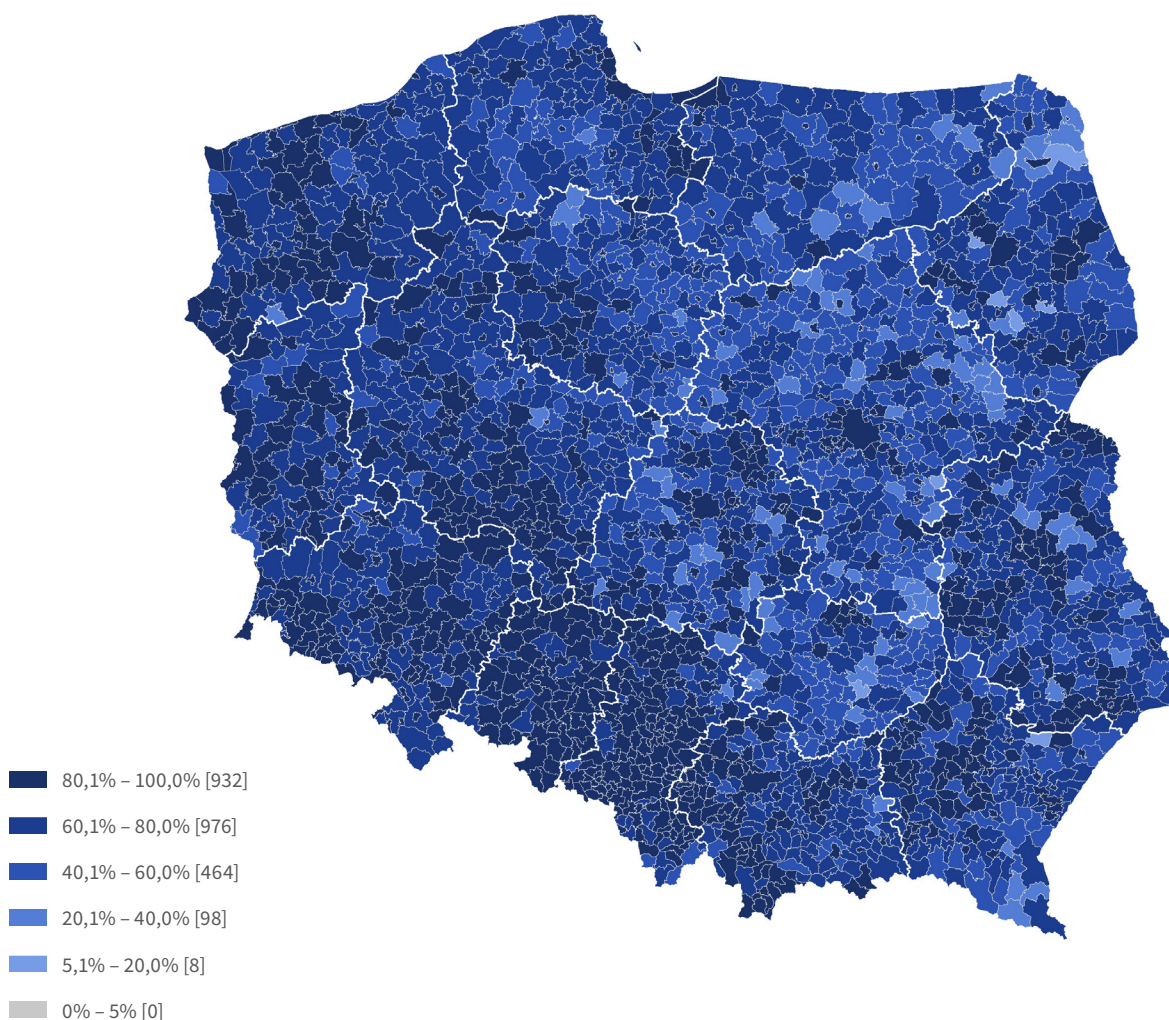 80,1% – 100,0% [932]
60,1% – 80,0% [976]
40,1% – 60,0% [464]
20,1% – 40,0% [98]
5,1% – 20,0% [8]
0% – 5% [0]